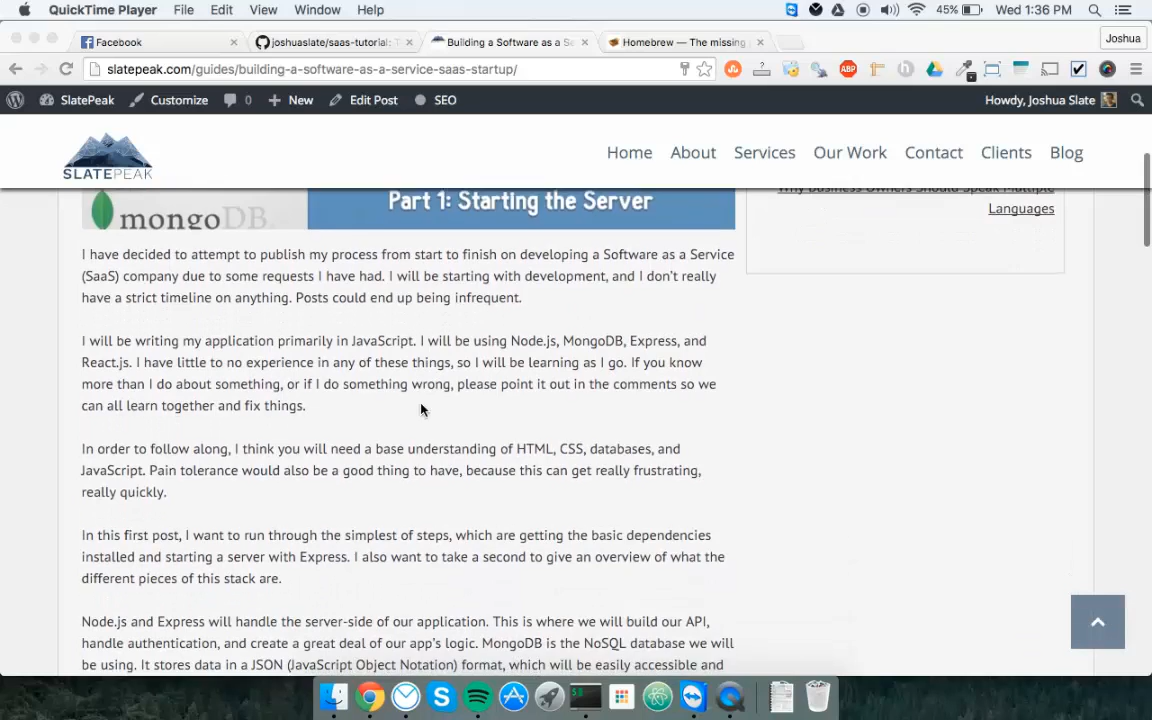 QuickTime Player File Edit View Window Help 45% Wed 1:36 PM
Facebook joshuaslate/saas-tutorial: T Building a Software as a Se Homebrew — The missing Joshua
slatepeak.com/guides/building-a-software-as-a-service-saas-startup/
SlatePeak Customize 0 New Edit Post SEO Howdy, Joshua Slate
SLATEPEAK Home About Services Our Work Contact Clients Blog
Why Business Owners Should Speak Multiple
Languages
mongoDB Part 1: Starting the Server
I have decided to attempt to publish my process from start to finish on developing a Software as a Service
(SaaS) company due to some requests I have had. I will be starting with development, and I don't really
have a strict timeline on anything. Posts could end up being infrequent.
I will be writing my application primarily in JavaScript. I will be using Node.js, MongoDB, Express, and
React.js. I have little to no experience in any of these things, so I will be learning as I go. If you know
more than I do about something, or if I do something wrong, please point it out in the comments so we
can all learn together and fix things.
In order to follow along, I think you will need a base understanding of HTML, CSS, databases, and
JavaScript. Pain tolerance would also be a good thing to have, because this can get really frustrating,
really quickly.
In this first post, I want to run through the simplest of steps, which are getting the basic dependencies
installed and starting a server with Express. I also want to take a second to give an overview of what the
different pieces of this stack are.
Node.js and Express will handle the server-side of our application. This is where we will build our API,
handle authentication, and create a great deal of our app's logic. MongoDB is the NoSQL database we will
be using. It stores data in a JSON (JavaScript Object Notation) format, which will be easily accessible and